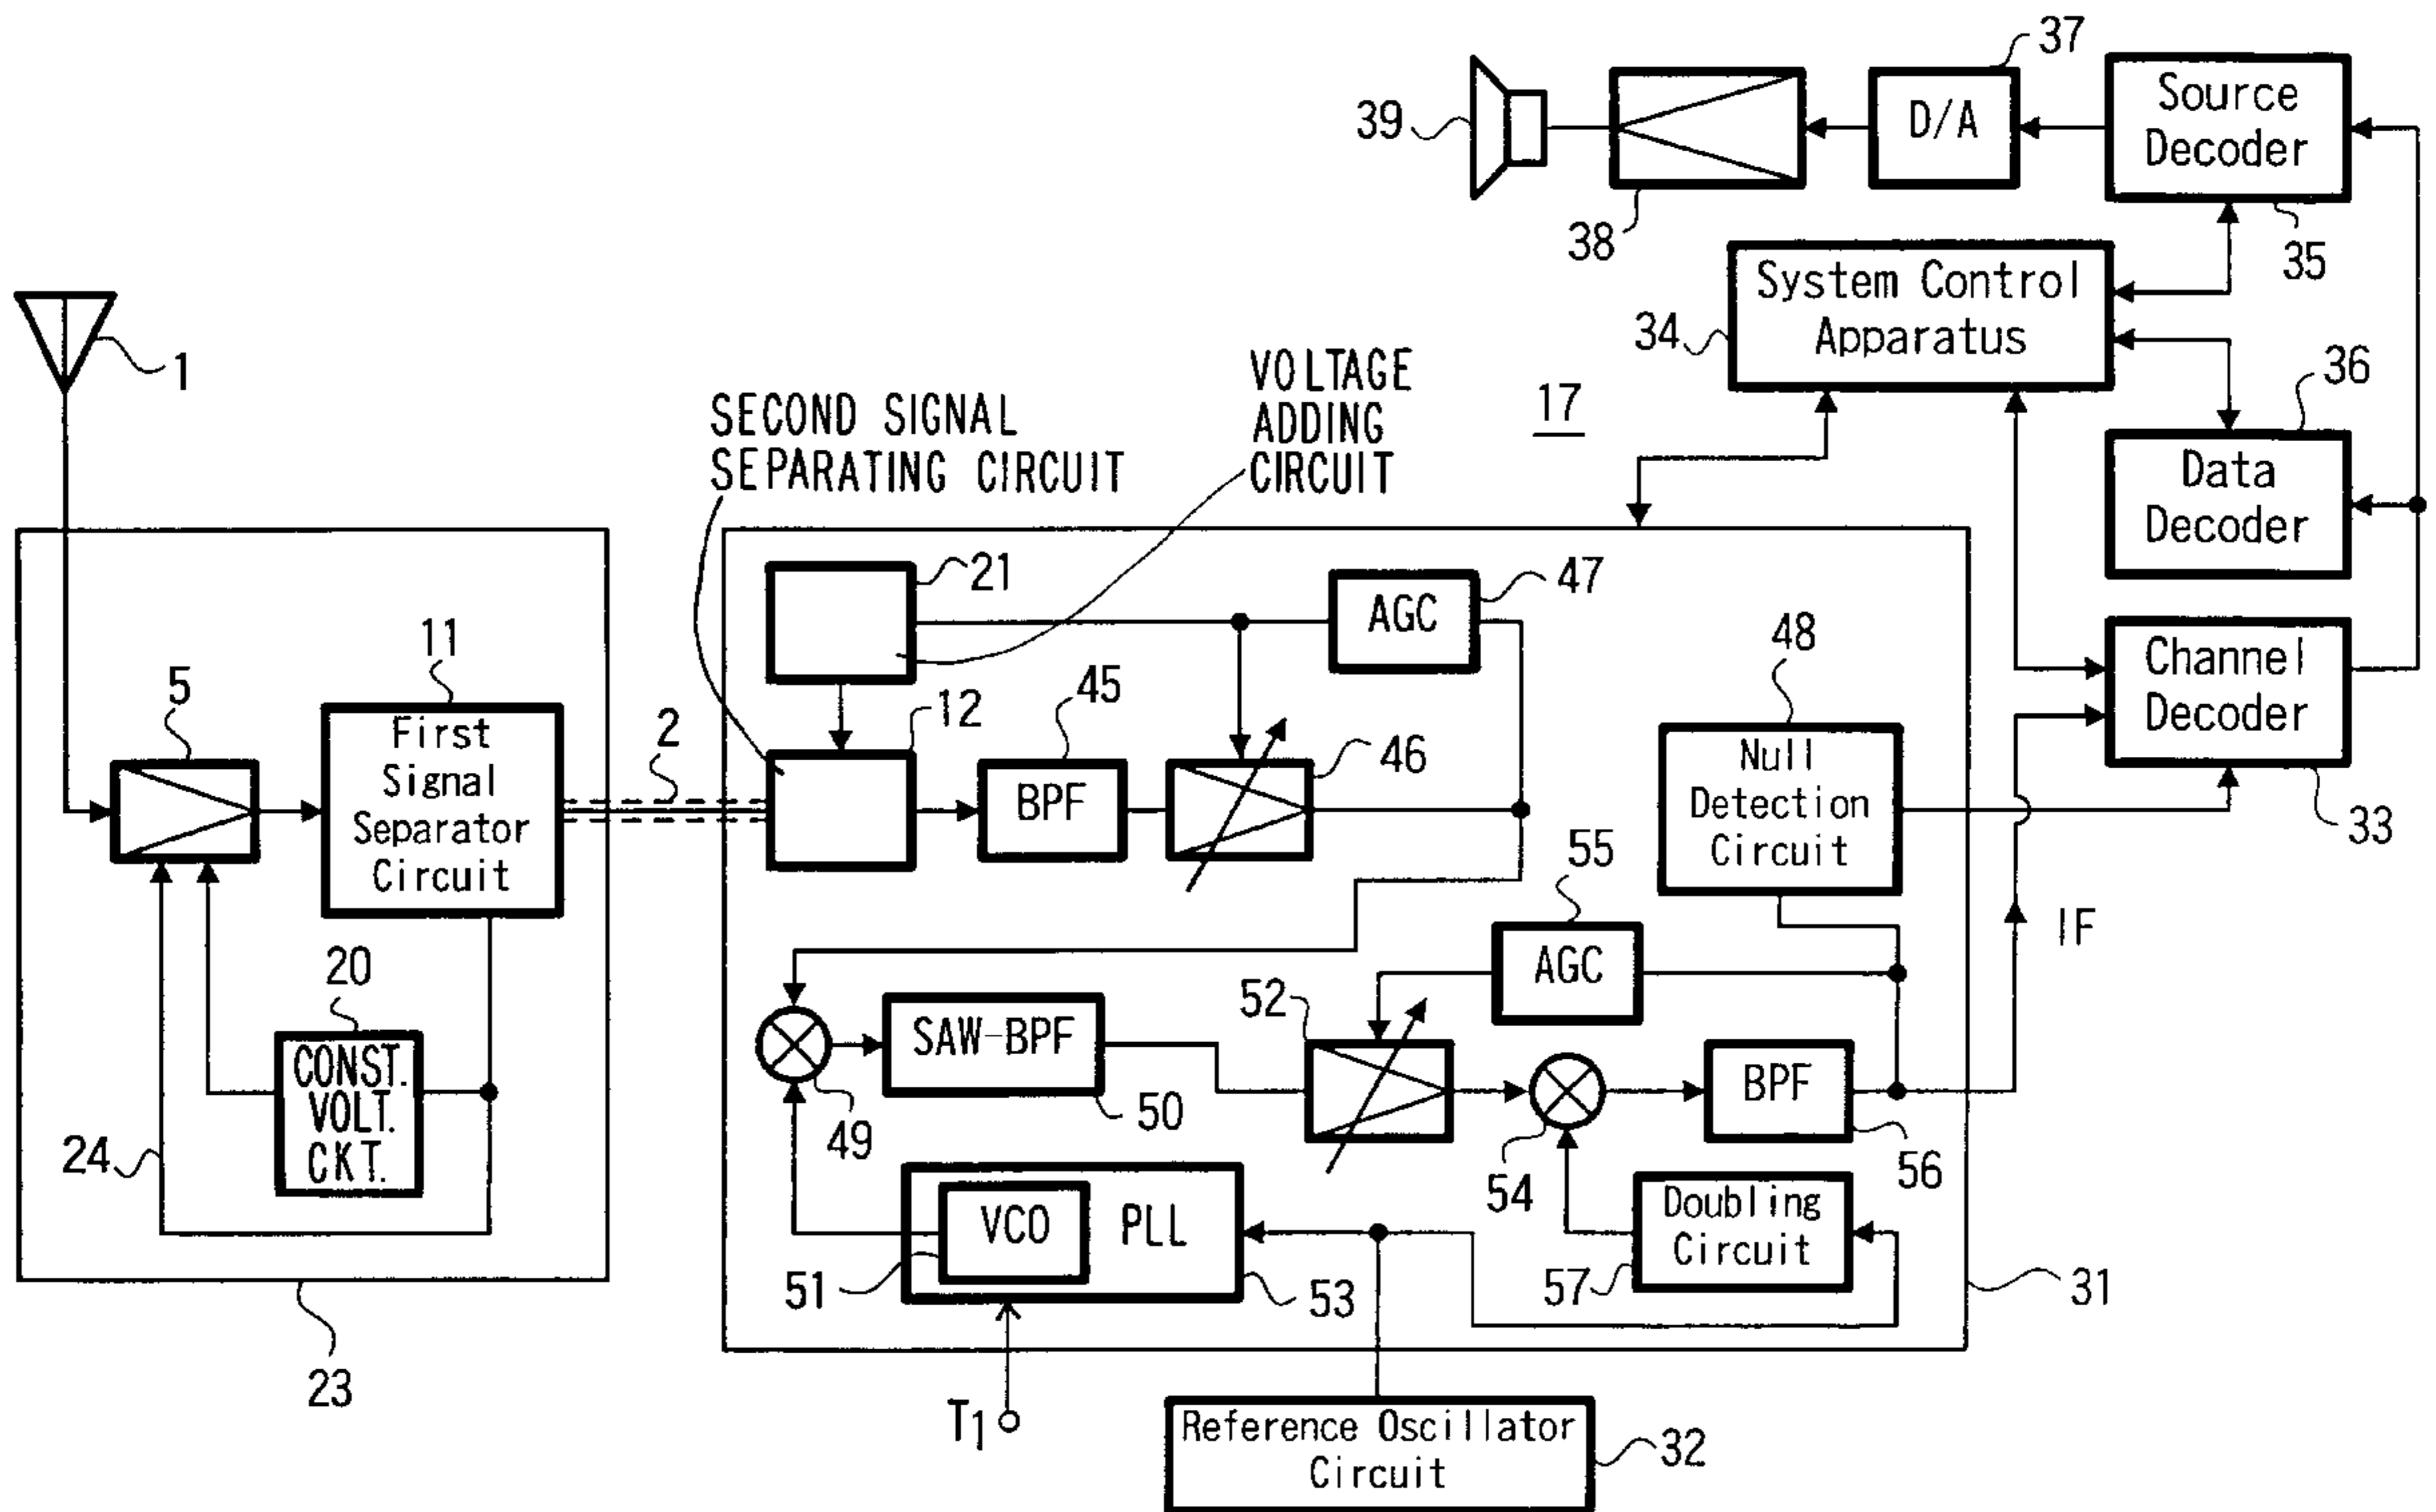 37
39
D/A
Source
Decoder
38
35
System Control
Apparatus
34
1
VOLTAGE
ADDING
CIRCUIT
17
36
SECOND SIGNAL
SEPARATING CIRCUIT
Data
Decoder
21
47
AGC
11
48
5
12
45
Channel
Decoder
First
Signal
Separator
Circuit
2
46
BPF
Null
Detection
Circuit
33
55
IF
20
AGC
52
CONST.
VOLT.
CKT.
SAW-BPF
BPF
24
49
50
54
56
VCO
PLL
Doubling
Circuit
51
53
57
31
23
T1
Reference Oscillator
Circuit
32